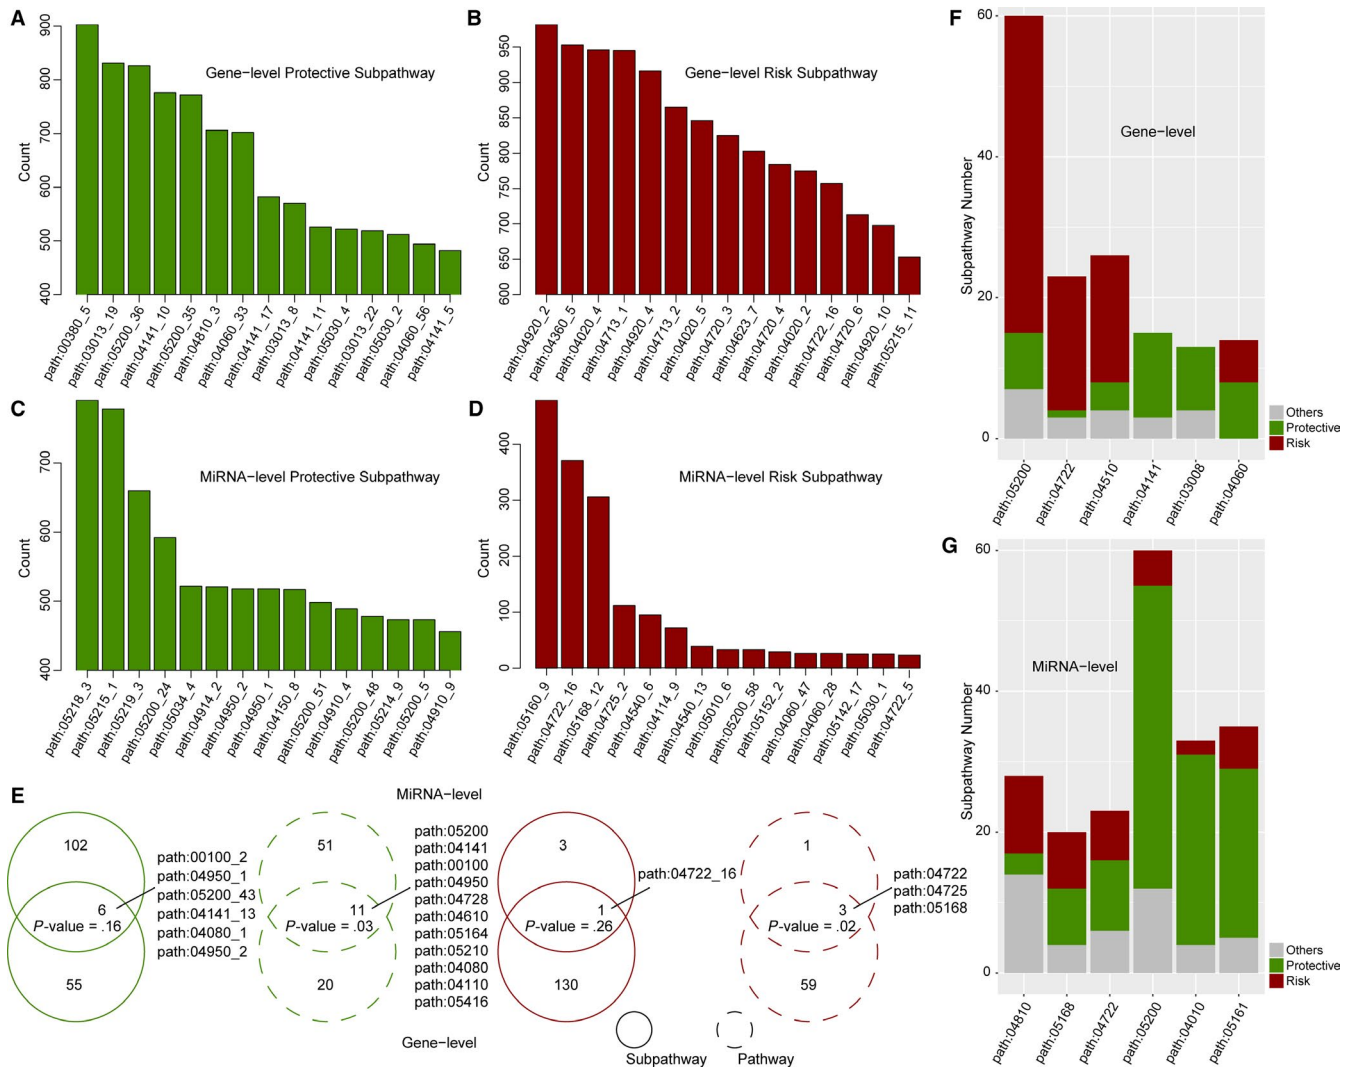 A
900
800
700
600
500
400
Count
Gene-level Protective Subpathway
path:00380_5
path:03013_19
path:05200_36
path:04141_10
path:05200_35
path:04810_3
path:04060_33
path:04141_17
path:03013_8
path:04141_11
path:05030_4
path:03013_22
path:05030_2
path:04060_56
path:04141_5
B
950
900
850
800
750
700
650
600
Count
Gene-level Risk Subpathway
path:04920_2
path:04360_5
path:04020_4
path:04713_1
path:04920_4
path:04713_2
path:04020_5
path:04720_3
path:04623_7
path:04720_4
path:04020_2
path:04722_16
path:04720_6
path:04920_10
path:05215_11
C
700
600
500
400
Count
MiRNA-level Protective Subpathway
path:05218_3
path:05215_1
path:05219_3
path:05200_24
path:05034_4
path:04914_2
path:04950_2
path:04950_1
path:04150_8
path:05200_51
path:04910_4
path:05200_48
path:05214_9
path:05200_5
path:04910_9
D
400
300
200
100
0
Count
MiRNA-level Risk Subpathway
path:05160_9
path:04722_16
path:05168_12
path:04725_2
path:04540_6
path:04114_9
path:04540_13
path:05010_6
path:05200_58
path:05152_2
path:04060_47
path:04060_28
path:05142_17
path:05030_1
path:04722_5
E
MiRNA-level
102
6
P-value = .16
55
path:00100_2
path:04950_1
path:05200_43
path:04141_13
path:04080_1
path:04950_2
51
11
P-value = .03
20
path:05200
path:04141
path:00100
path:04950
path:04728
path:04610
path:05164
path:05210
path:04080
path:04110
path:05416
3
1
P-value = .26
130
path:04722_16
1
3
P-value = .02
59
path:04722
path:04725
path:05168
Gene-level
Subpathway
Pathway
F
60
40
20
0
Subpathway Number
Gene-level
path:05200
path:04722
path:04510
path:04141
path:03008
path:04060
Others
Protective
Risk
G
60
40
20
0
Subpathway Number
MiRNA-level
path:04810
path:05168
path:04722
path:05200
path:04010
path:05161
Others
Protective
Risk